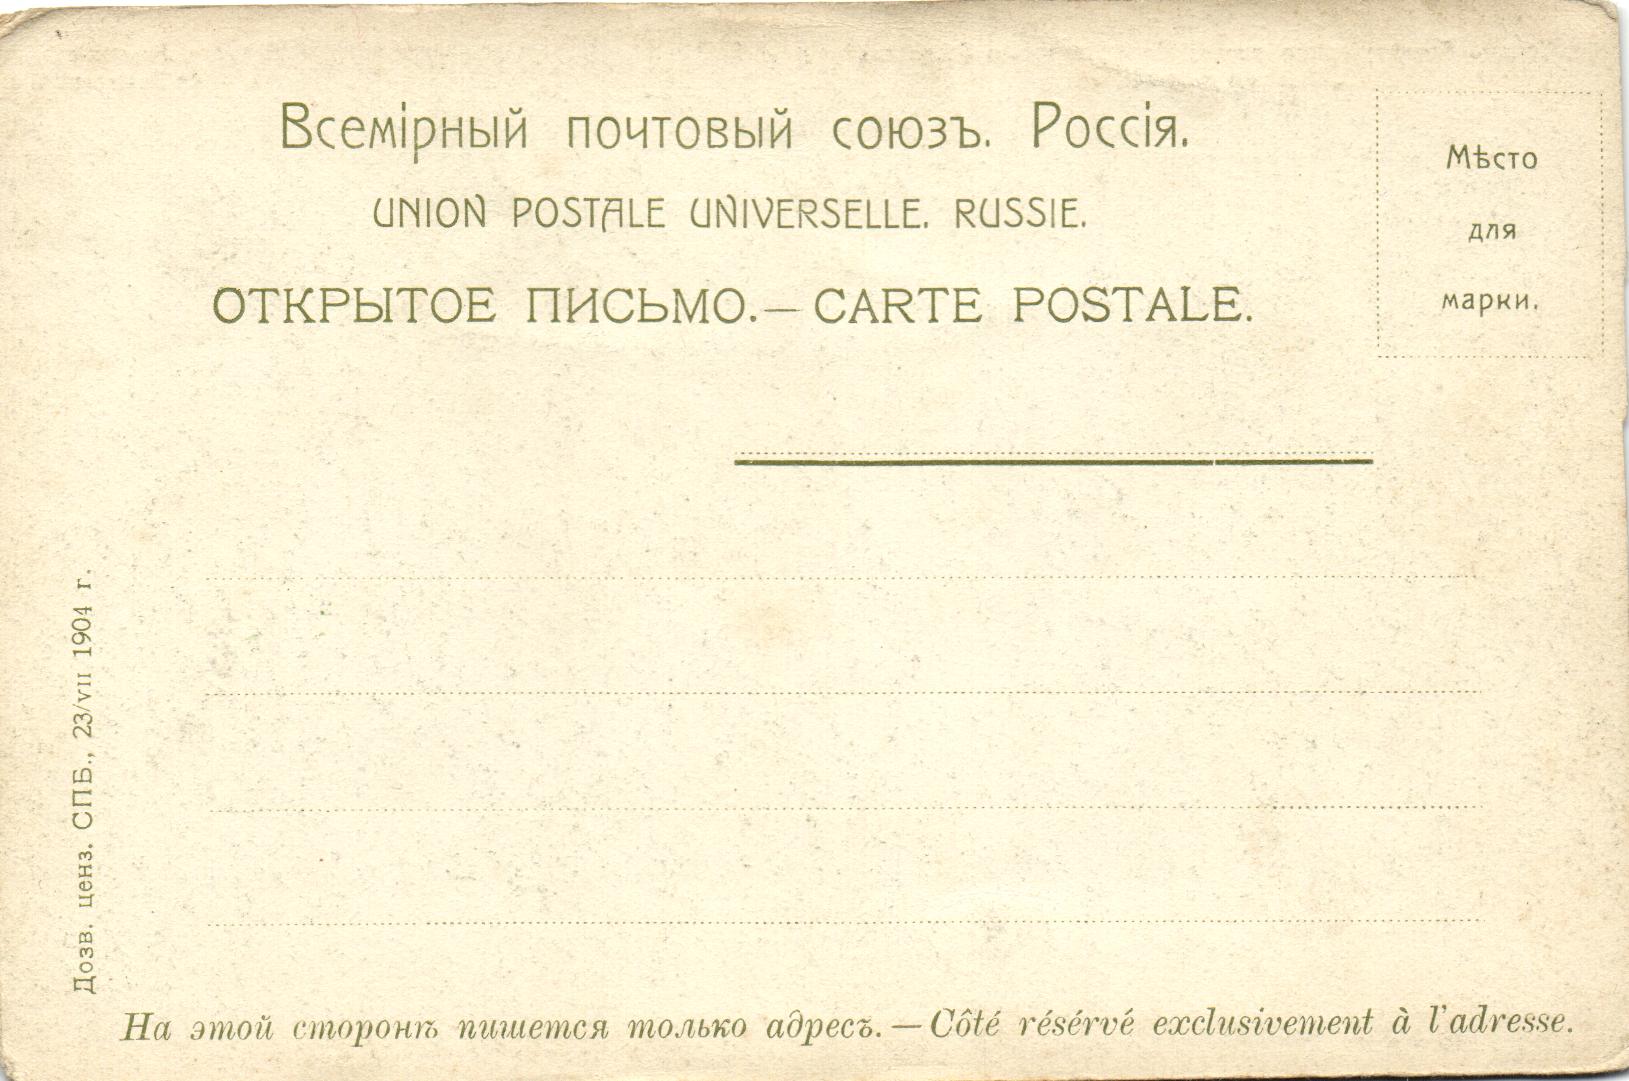 Всемірный почтовый союзъ. Россія.
UNION POSTALE UNIVERSELLE. RUSSIE.
ОТКРЫТОЕ ПИСЬМО.—CARTE POSTALE.
Мѣсто
для
марки.
Дозв. ценз. СПБ., 23/VII 1904 г.
На этой сторонѣ пишется только адресъ.—Côté résérvé exclusivement à l'adresse.